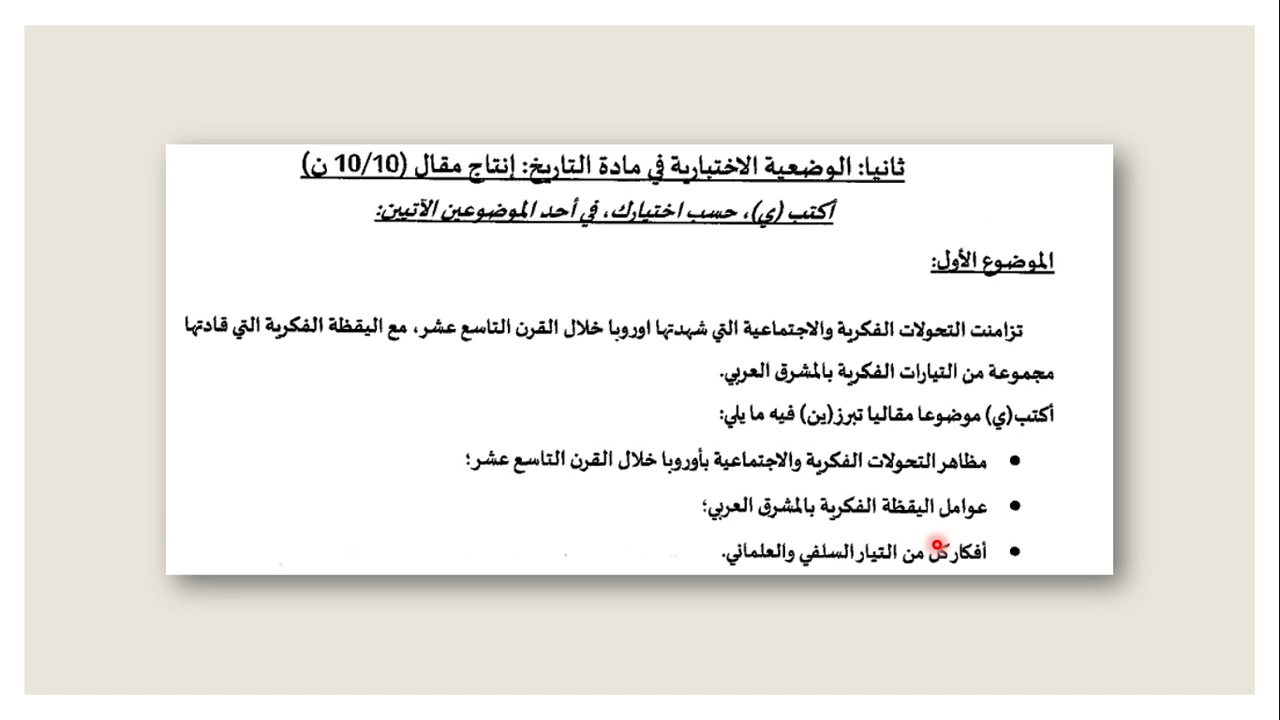 ثانيا: الوضعية الاختبارية في مادة التاريخ: إنتاج مقال (10/10 ن)
أكتب (ي)، حسب اختيارك، في أحد الموضوعين الآتيين:
الموضوع الأول:
تزامنت التحولات الفكرية والاجتماعية التي شهدتها اوروبا خلال القرن التاسع عشر، مع اليقظة الفكرية التي قادتها
مجموعة من التيارات الفكرية بالمشرق العربي.
أكتب(ي) موضوعا مقاليا تبرز(ين) فيه ما يلي:
● مظاهر التحولات الفكرية والاجتماعية بأوروبا خلال القرن التاسع عشر؛
● عوامل اليقظة الفكرية بالمشرق العربي؛
● أفكار كل من التيار السلفي والعلماني.